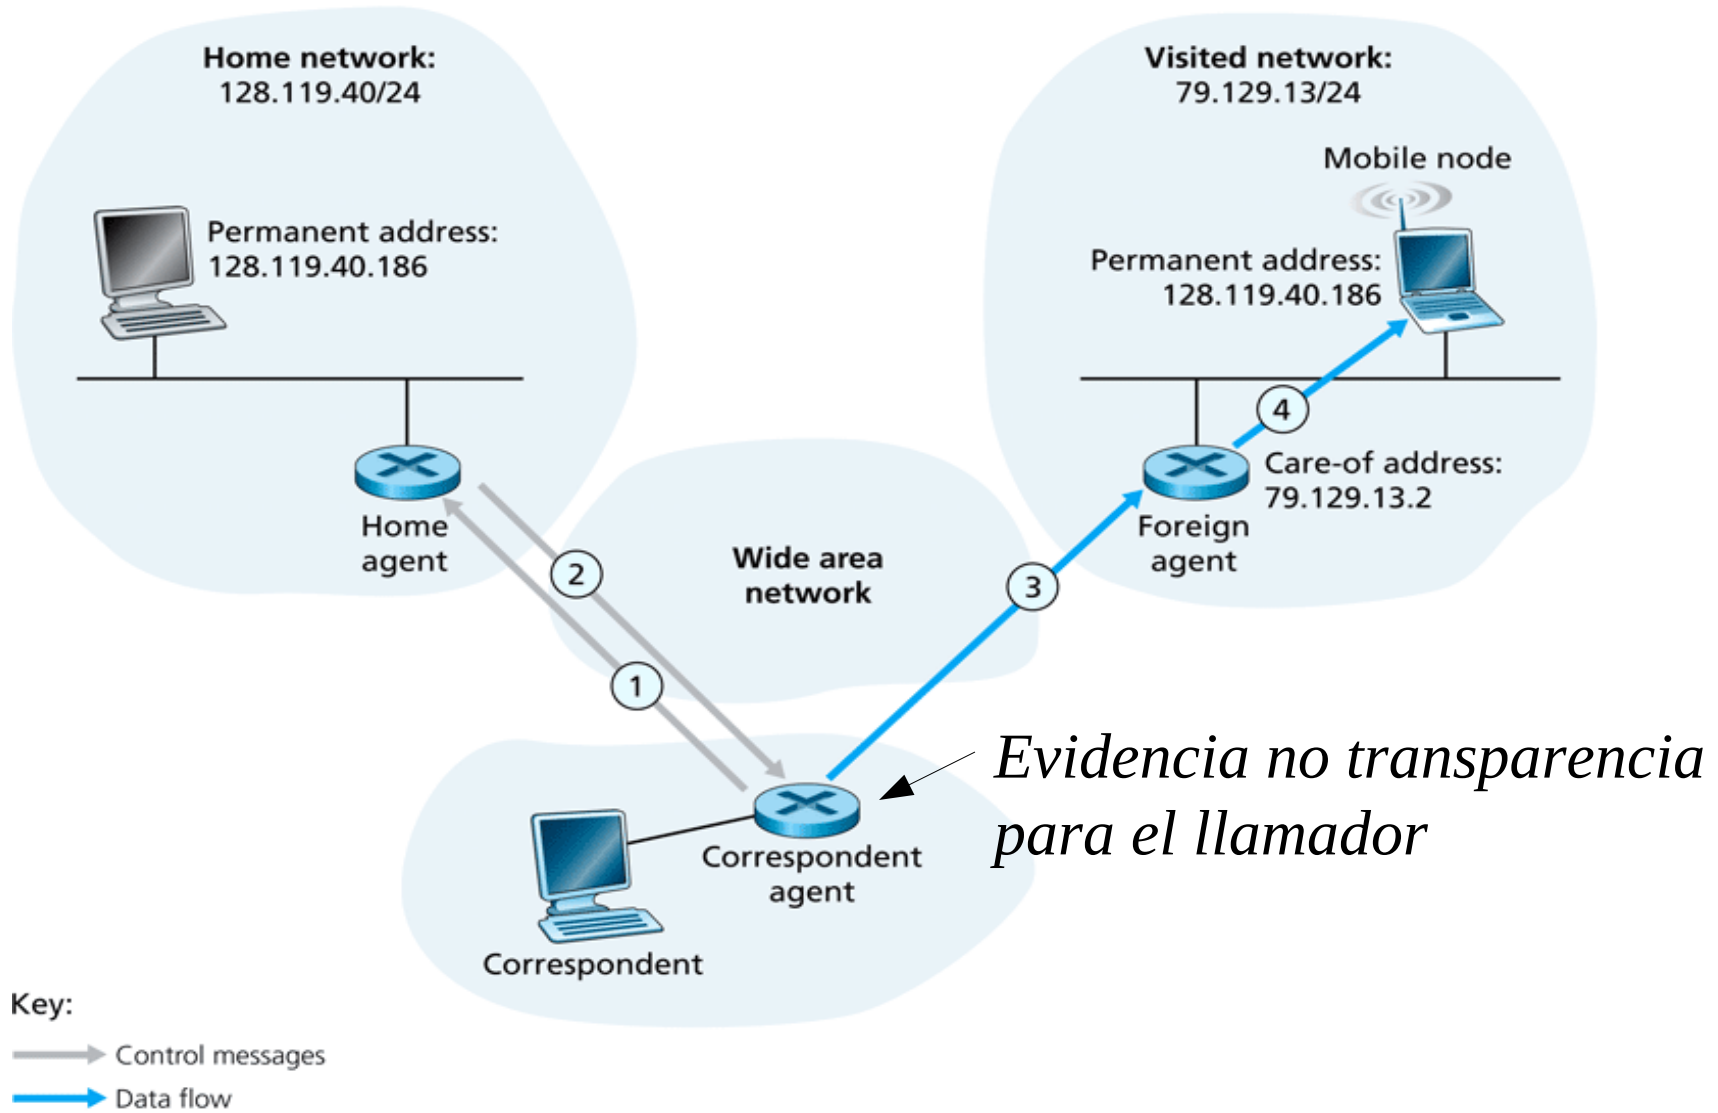 Home network:
128.119.40/24
Visited network:
79.129.13/24
Mobile node
Permanent address:
128.119.40.186
Permanent address:
128.119.40.186
4
Care-of address:
79.129.13.2
Home
agent
Foreign
agent
Wide area
network
2
3
1
Evidencia no transparencia
para el llamador
Correspondent
agent
Correspondent
Key:
Control messages
Data flow